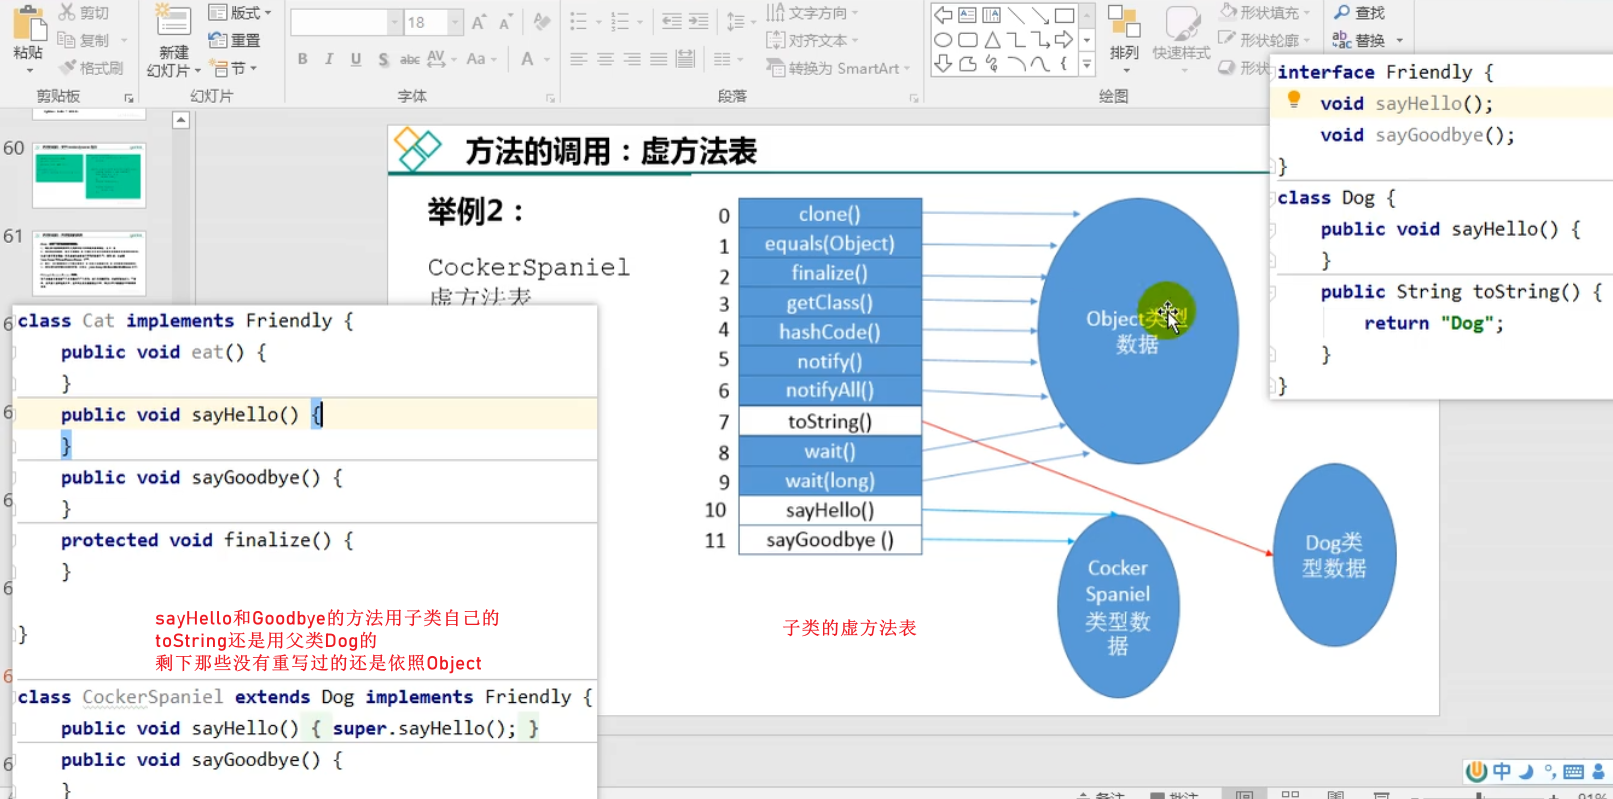 剪切
复制
格式刷
粘贴
剪贴板
新建
幻灯片
版式
重置
节
幻灯片
18
B I U S abc AV Aa A
字体
文字方向
对齐文本
转换为 SmartArt
段落
排列
快速样式
形状填充
形状轮廓
形状
绘图
查找
替换
60
61
方法的调用：虚方法表
举例2：
CockerSpaniel
虚方法表
0 clone()
1 equals(Object)
2 finalize()
3 getClass()
4 hashCode()
5 notify()
6 notifyAll()
7 toString()
8 wait()
9 wait(long)
10 sayHello()
11 sayGoodbye ()
Object类型
数据
Dog类
型数据
Cocker
Spaniel
类型数
据
子类的虚方法表
interface Friendly {
void sayHello();
void sayGoodbye();
}
class Dog {
public void sayHello() {
}
public String toString() {
return "Dog";
}
}
class Cat implements Friendly {
public void eat() {
}
public void sayHello() {
}
public void sayGoodbye() {
}
protected void finalize() {
}
}
sayHello和Goodbye的方法用子类自己的
toString还是用父类Dog的
剩下那些没有重写过的还是依照Object
class CockerSpaniel extends Dog implements Friendly {
public void sayHello() { super.sayHello(); }
public void sayGoodbye() {
}
中
备注
批注
91%